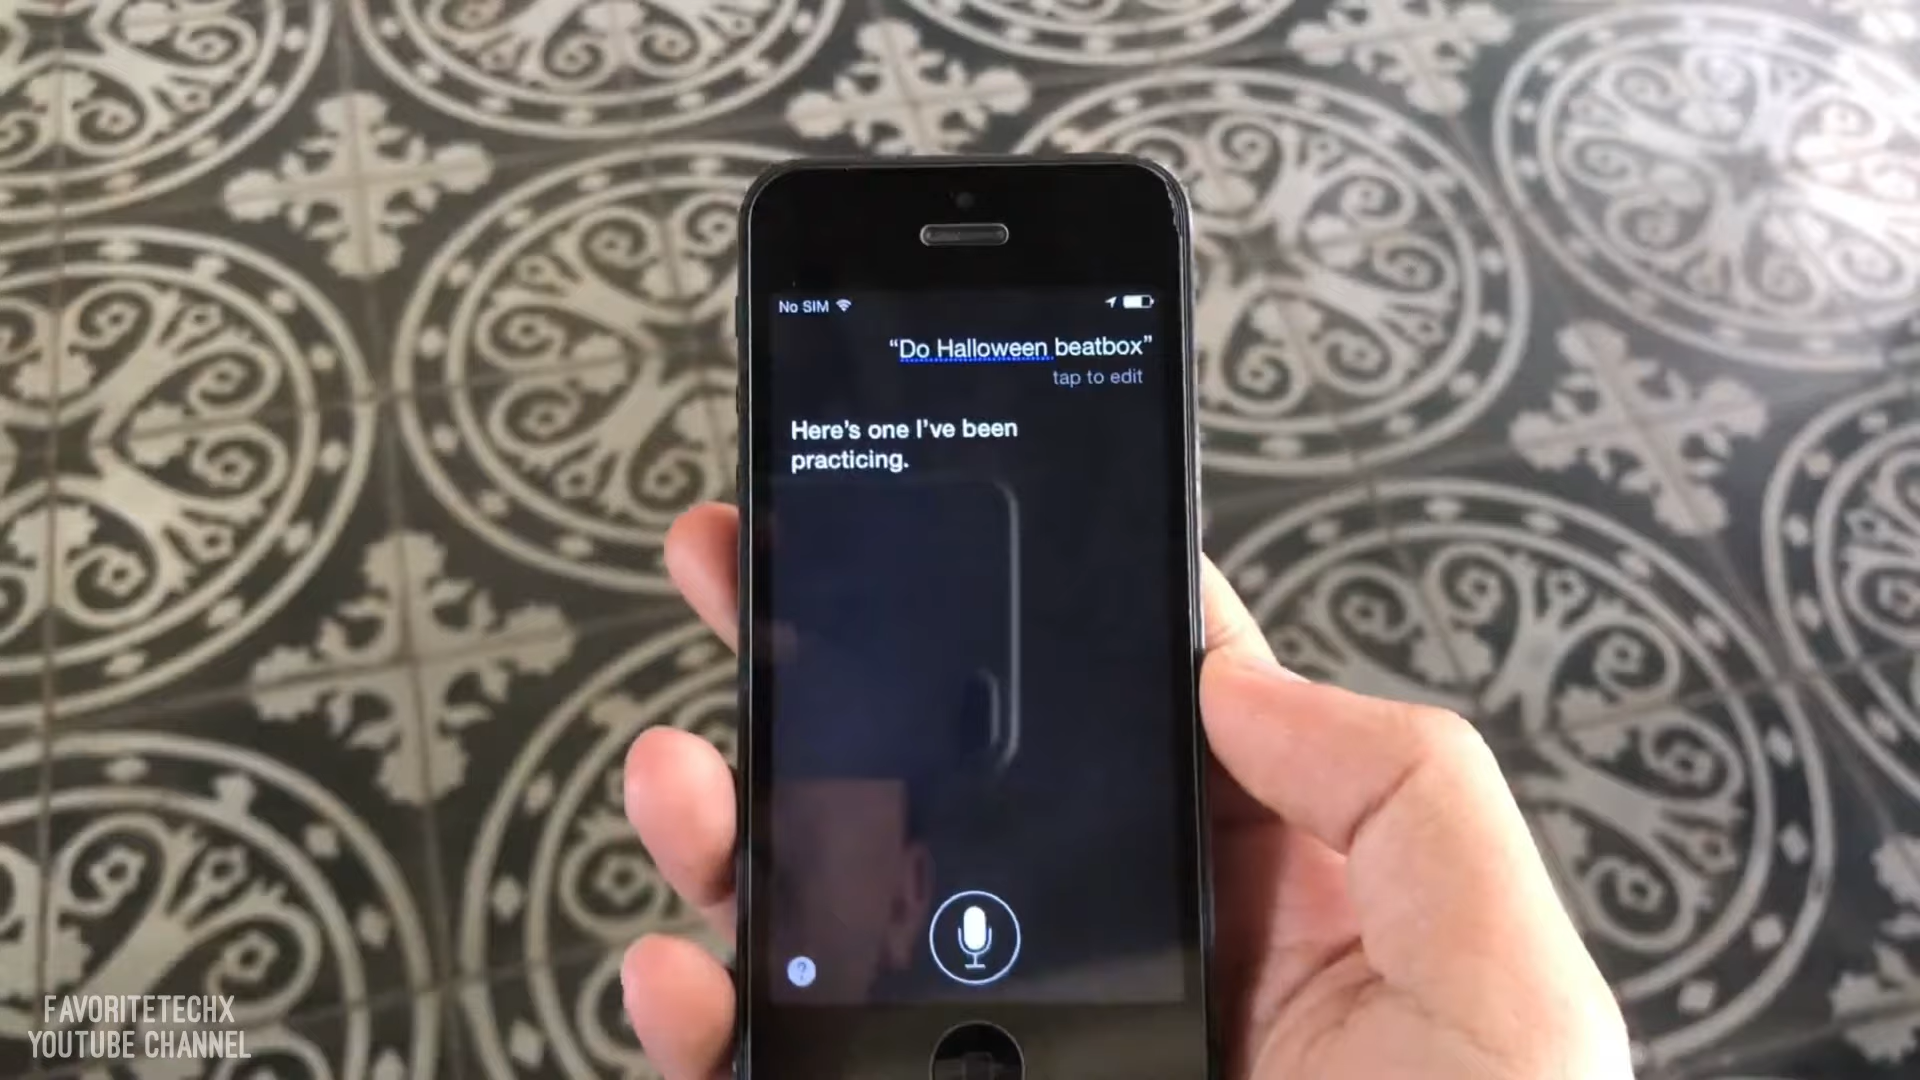 No SIM
“Do Halloween beatbox”
tap to edit
Here’s one I’ve been
practicing.
?
FAVORITETECHX
YOUTUBE CHANNEL